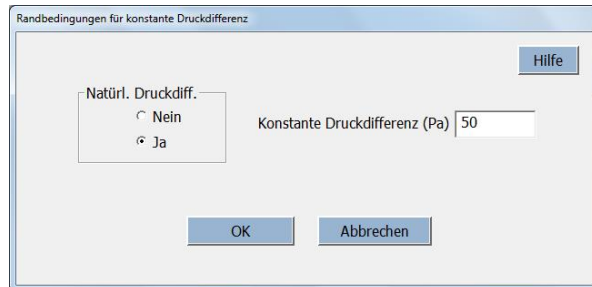 Randbedingungen für konstante Druckdifferenz
Hilfe
Natürl. Druckdiff.
Nein
Ja
Konstante Druckdifferenz (Pa) 50
OK
Abbrechen